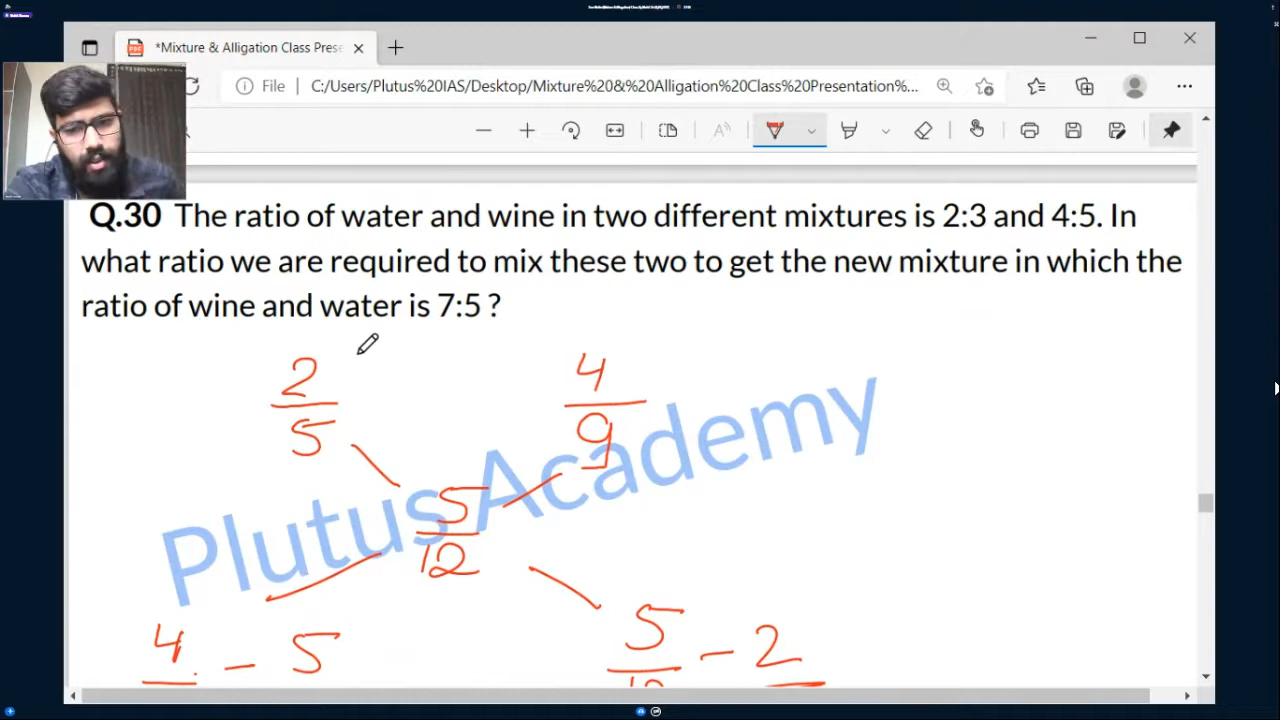 *Mixture & Alligation Class Prese
File C:/Users/Plutus%20IAS/Desktop/Mixture%20&%20Alligation%20Class%20Presentation%...
Q.30 The ratio of water and wine in two different mixtures is 2:3 and 4:5. In
what ratio we are required to mix these two to get the new mixture in which the
ratio of wine and water is 7:5 ?
2 4
5 9
Plutus Academy
5
12
4 - 5 5 - 2
12